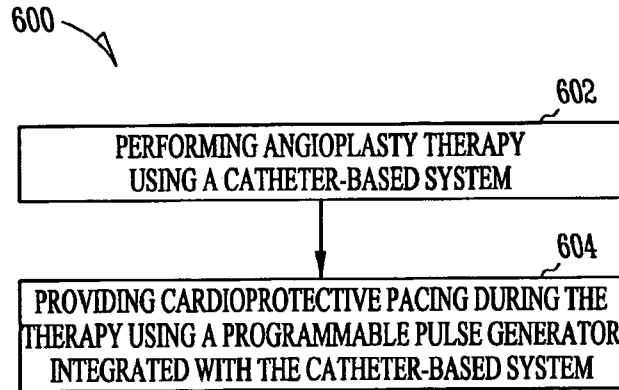 600
602
PERFORMING ANGIOPLASTY THERAPY
USING A CATHETER-BASED SYSTEM
604
PROVIDING CARDIOPROTECTIVE PACING DURING THE
THERAPY USING A PROGRAMMABLE PULSE GENERATOR
INTEGRATED WITH THE CATHETER-BASED SYSTEM